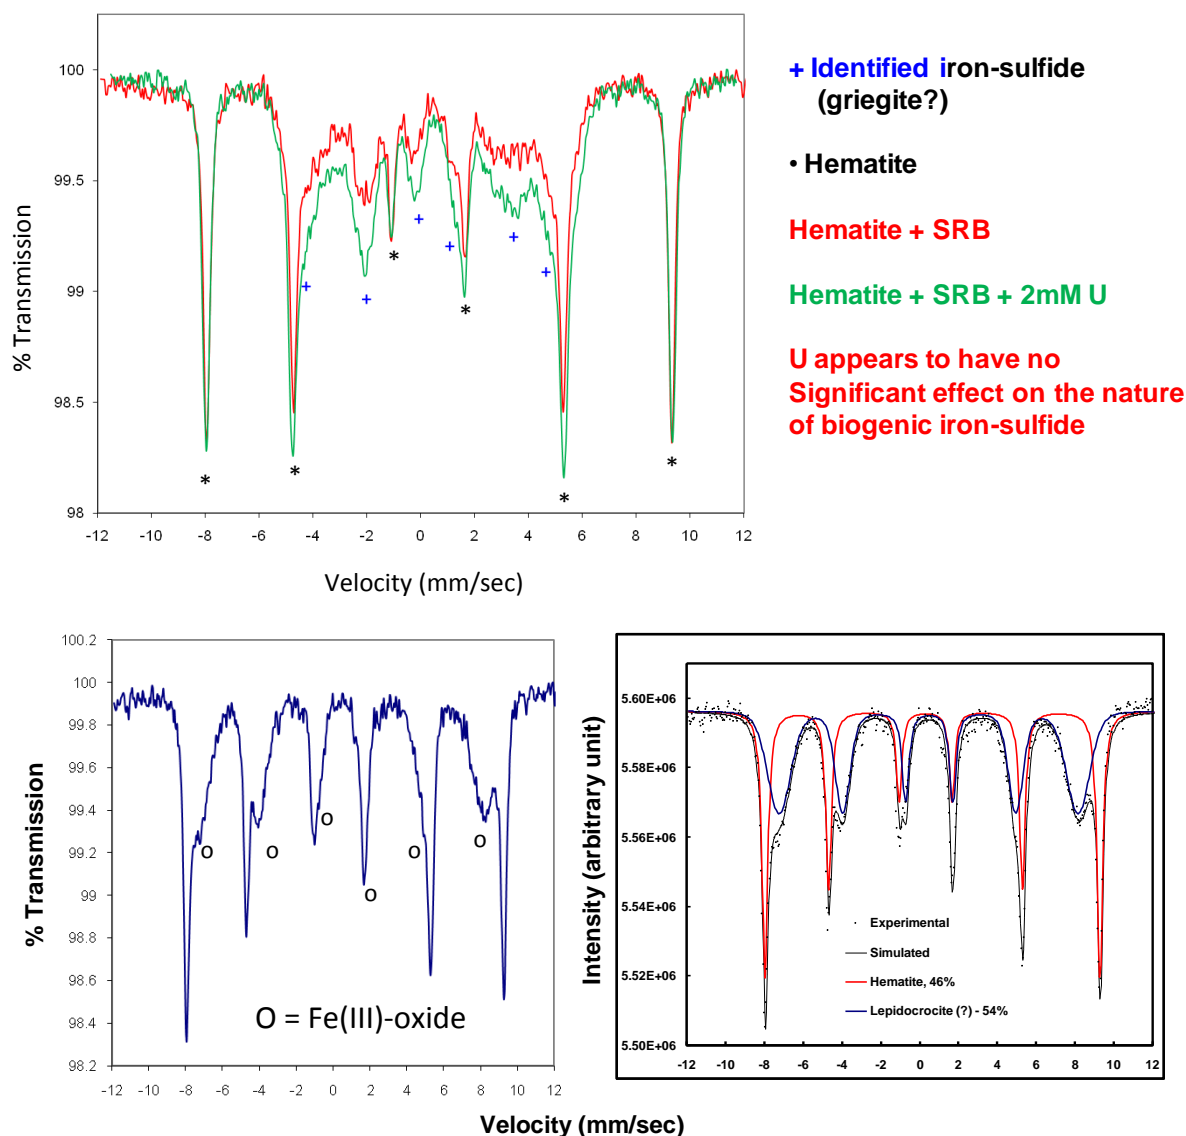 100
99.5
99
98.5
98
-12 -10 -8 -6 -4 -2 0 2 4 6 8 10 12
% Transmission
Velocity (mm/sec)
+ + + + + +
* * * * * *
+ Identified iron-sulfide
(griegite?)
• Hematite
Hematite + SRB
Hematite + SRB + 2mM U
U appears to have no
Significant effect on the nature
of biogenic iron-sulfide
100.2
100
99.8
99.6
99.4
99.2
99
98.8
98.6
98.4
98.2
-12 -10 -8 -6 -4 -2 0 2 4 6 8 10 12
% Transmission
o o o o o o
O = Fe(III)-oxide
5.60E+06
5.58E+06
5.56E+06
5.54E+06
5.52E+06
5.50E+06
-12 -10 -8 -6 -4 -2 0 2 4 6 8 10 12
Intensity (arbitrary unit)
Experimental
Simulated
Hematite, 46%
Lepidocrocite (?) - 54%
Velocity (mm/sec)